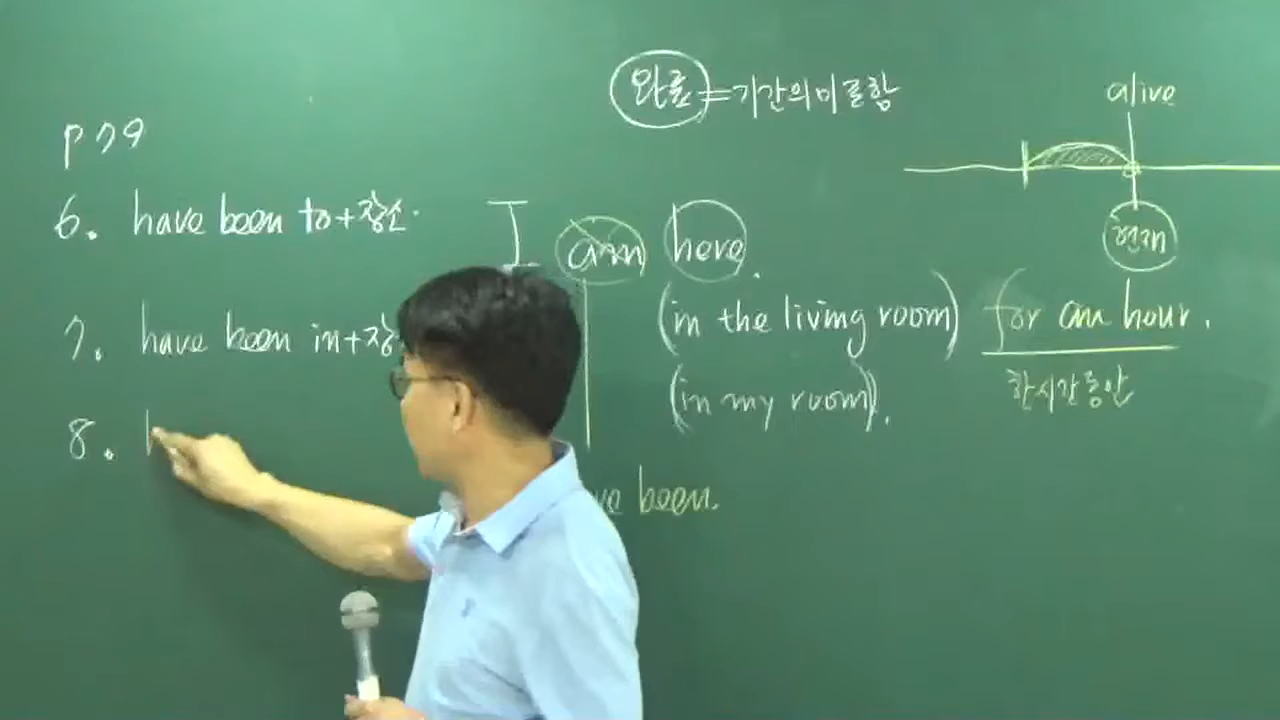 p 79
6. have been to+장소.
7. have been in+장
8. h
완료=기간의미포함
I am here.
(in the living room) for an hour.
한시간동안
(in my room).
ve been.
alive
현재